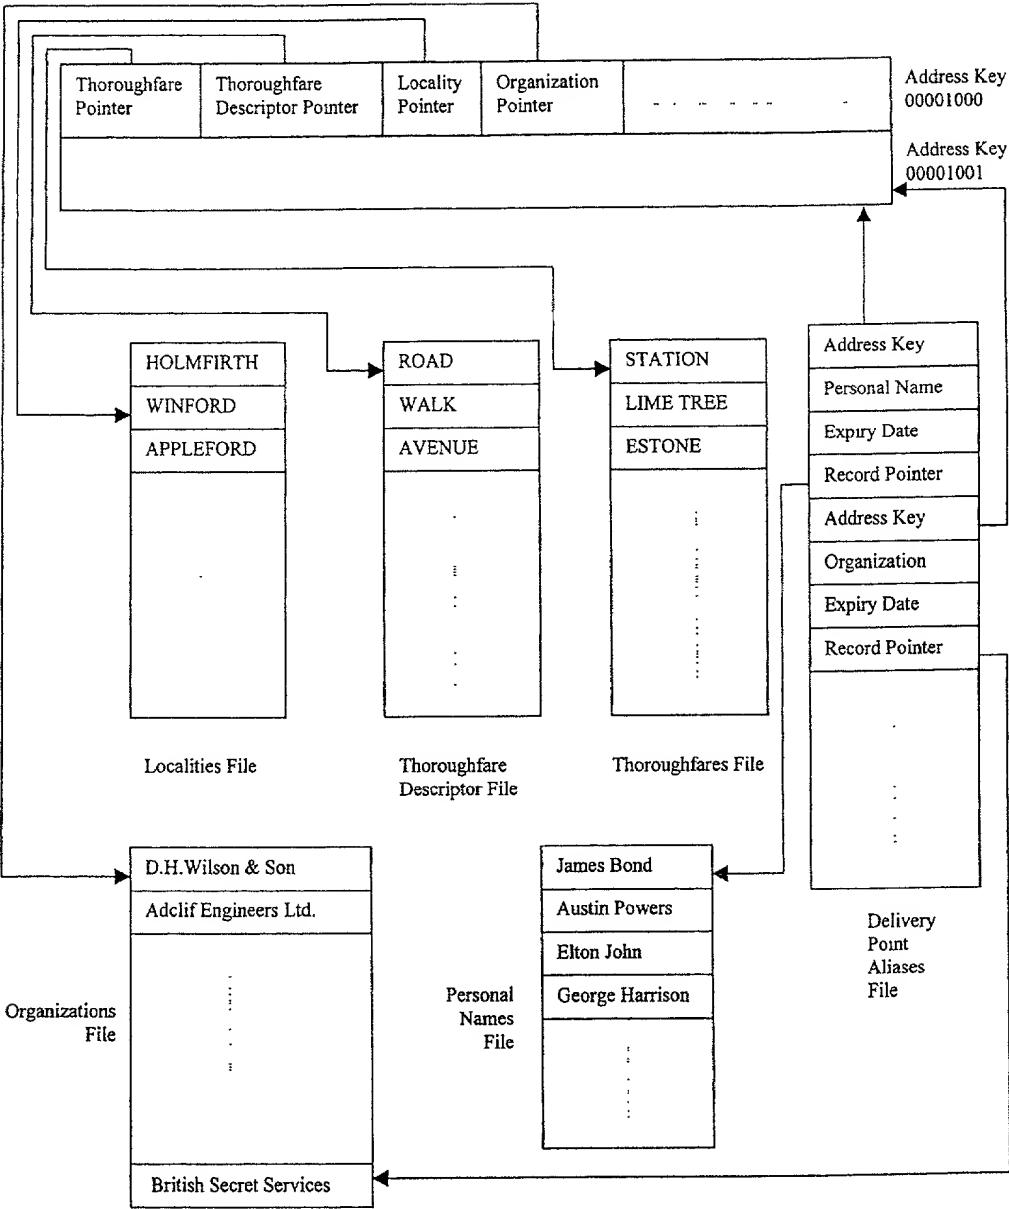 Thoroughfare
Pointer
Thoroughfare
Descriptor Pointer
Locality
Pointer
Organization
Pointer
Address Key
00001000
Address Key
00001001
HOLMFIRTH
WINFORD
APPLEFORD
Localities File
ROAD
WALK
AVENUE
Thoroughfare
Descriptor File
STATION
LIME TREE
ESTONE
Thoroughfares File
Address Key
Personal Name
Expiry Date
Record Pointer
Address Key
Organization
Expiry Date
Record Pointer
Delivery
Point
Aliases
File
D.H.Wilson & Son
Adclif Engineers Ltd.
British Secret Services
Organizations
File
James Bond
Austin Powers
Elton John
George Harrison
Personal
Names
File